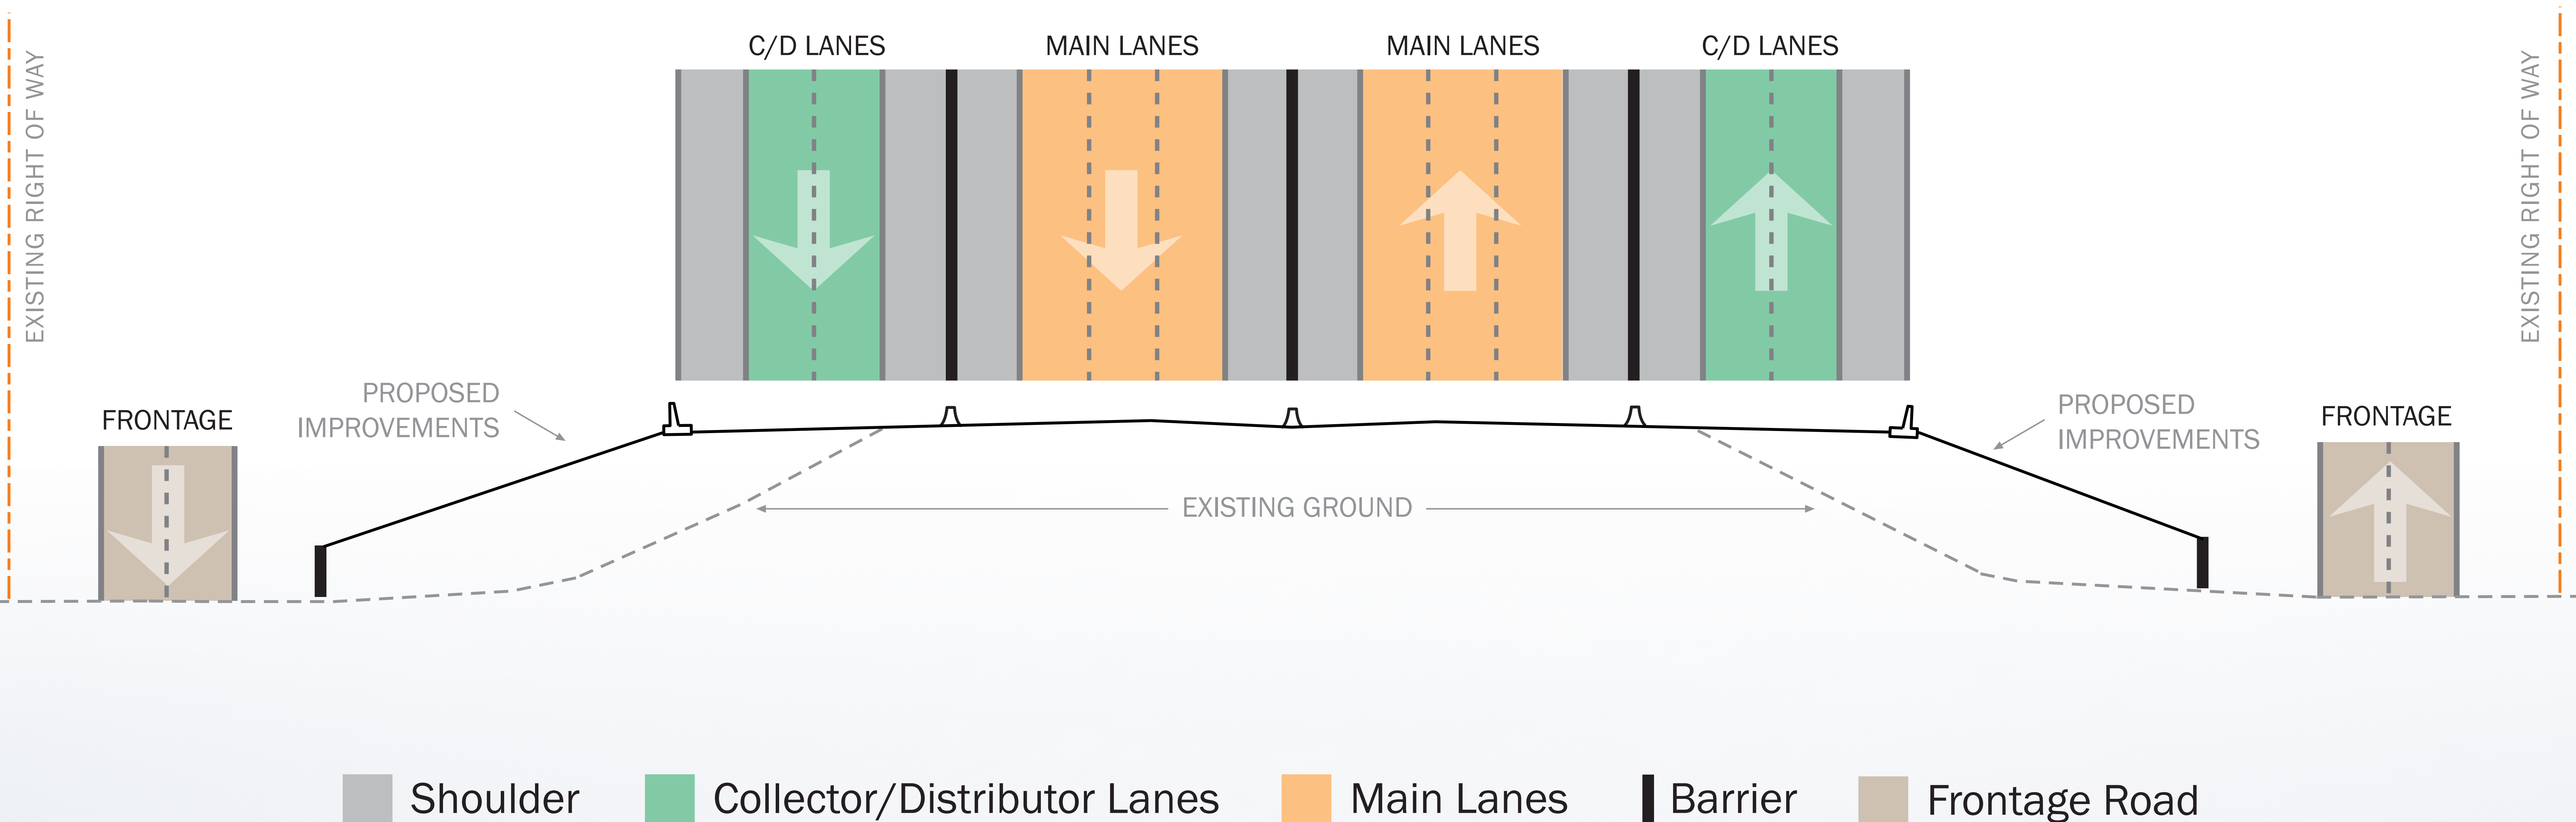 C/D LANES
MAIN LANES
MAIN LANES
C/D LANES
EXISTING RIGHT OF WAY
EXISTING RIGHT OF WAY
PROPOSED
IMPROVEMENTS
PROPOSED
IMPROVEMENTS
FRONTAGE
FRONTAGE
EXISTING GROUND
Shoulder
Collector/Distributor Lanes
Main Lanes
Barrier
Frontage Road